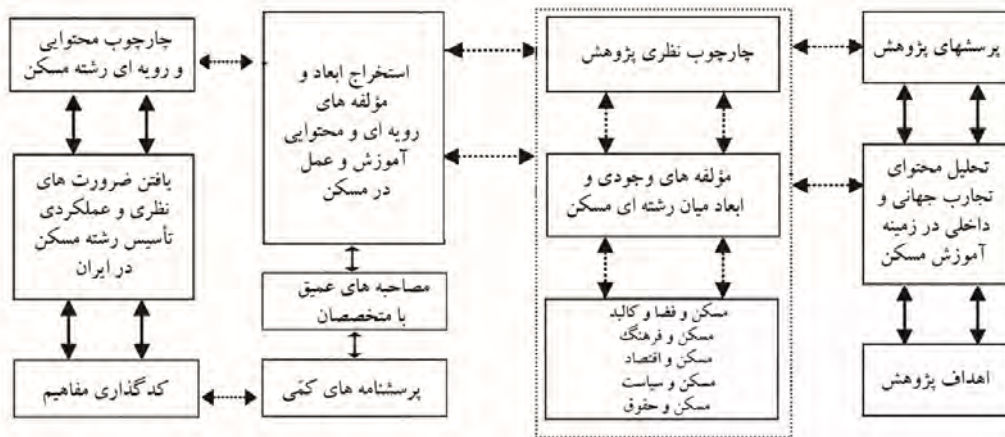 پرسشهای پژوهش
تحلیل محتوای
تجارب جهانی و
داخلی در زمینه
آموزش مسکن
اهداف پژوهش
چارچوب نظری پژوهش
مؤلفه های وجودی و
ابعاد میان رشته ای مسکن
مسکن و فضا و کالبد
مسکن و فرهنگ
مسکن و اقتصاد
مسکن و سیاست
مسکن و حقوق
استخراج ابعاد و
مؤلفه های
رویه ای و محتوایی
آموزش و عمل
در مسکن
مصاحبه های عمیق
با متخصصان
پرسشنامه های کمّی
چارچوب محتوایی
و رویه ای رشته مسکن
یافتن ضرورت های
نظری و عملکردی
تأسیس رشته مسکن
در ایران
کدگذاری مفاهیم